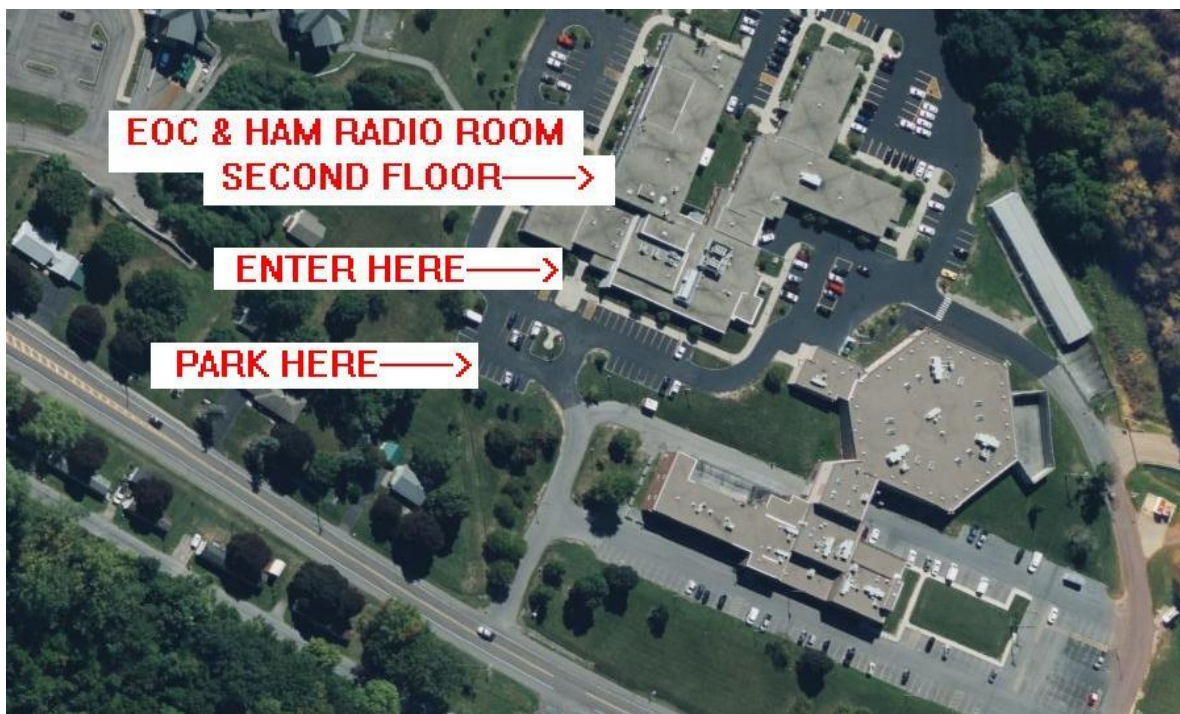 EOC & HAM RADIO ROOM
SECOND FLOOR
ENTER HERE
PARK HERE